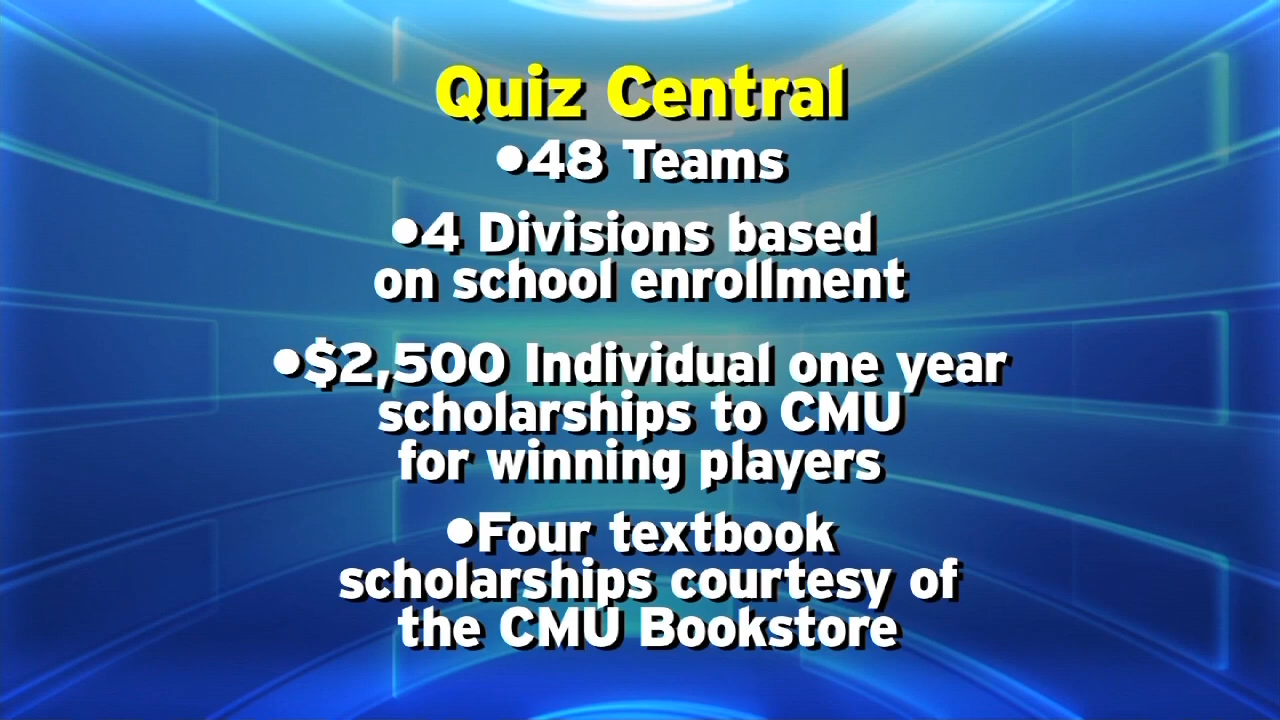 Quiz Central
•48 Teams
•4 Divisions based
on school enrollment
•$2,500 Individual one year
scholarships to CMU
for winning players
•Four textbook
scholarships courtesy of
the CMU Bookstore